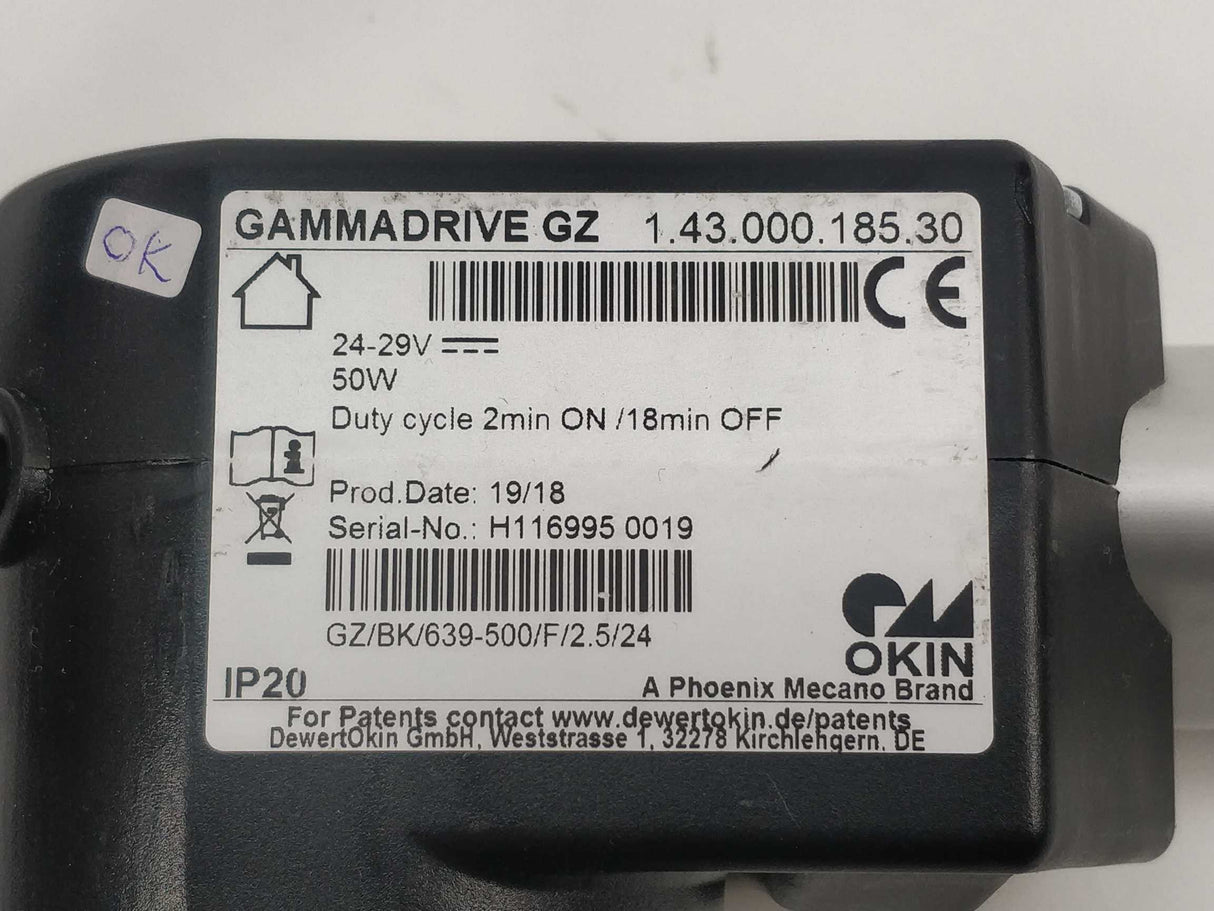 OK
GAMMADRIVE GZ 1.43.000.185.30
CE
24-29V
50W
Duty cycle 2min ON /18min OFF
Prod.Date: 19/18
Serial-No.: H116995 0019
GZ/BK/639-500/F/2.5/24
OKIN
IP20
A Phoenix Mecano Brand
For Patents contact www.dewertokin.de/patents
DewertOkin GmbH, Weststrasse 1, 32278 Kirchlengern, DE